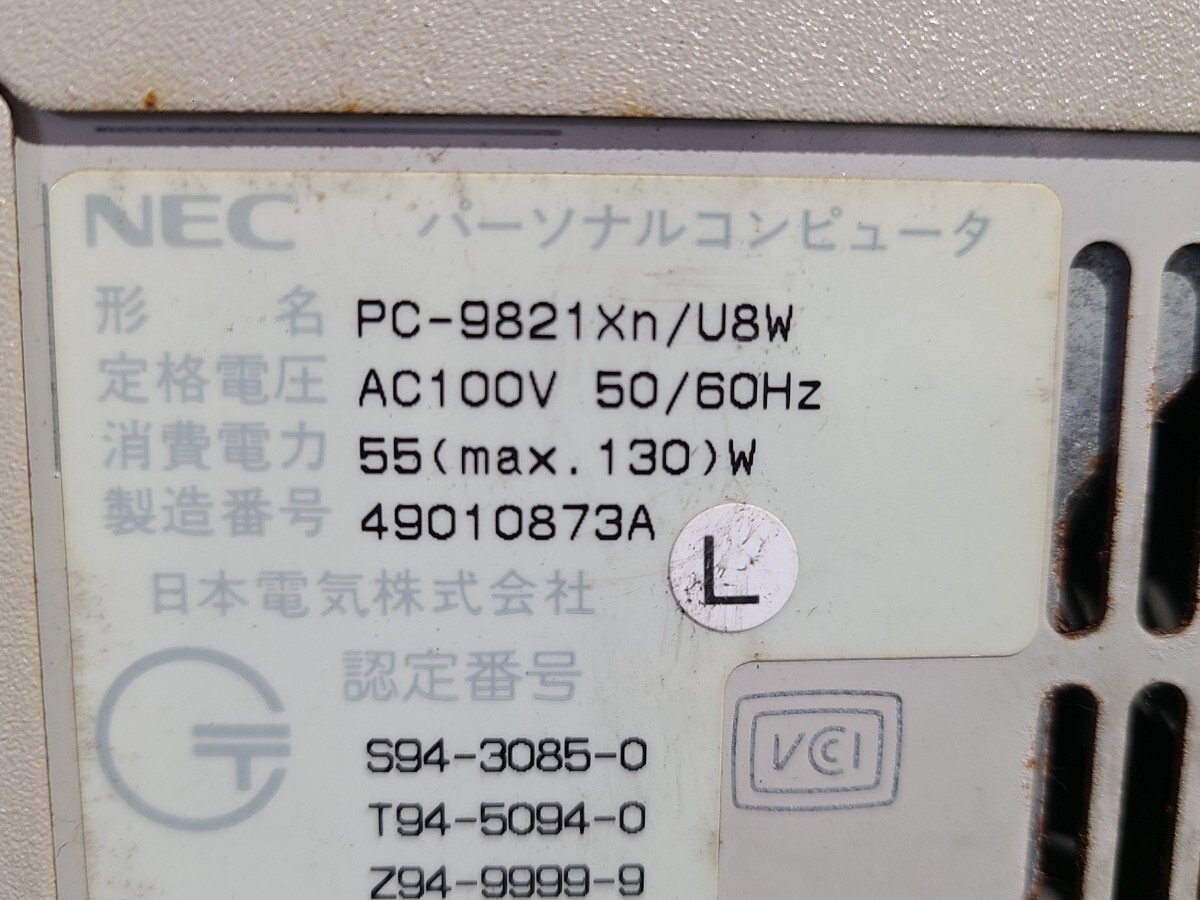 NEC パーソナルコンピュータ
形名 PC-9821Xn/U8W
定格電圧 AC100V 50/60Hz
消費電力 55(max.130)W
製造番号 49010873A
L
日本電気株式会社
認定番号
S94-3085-0
T94-5094-0
Z94-9999-9
VCCI